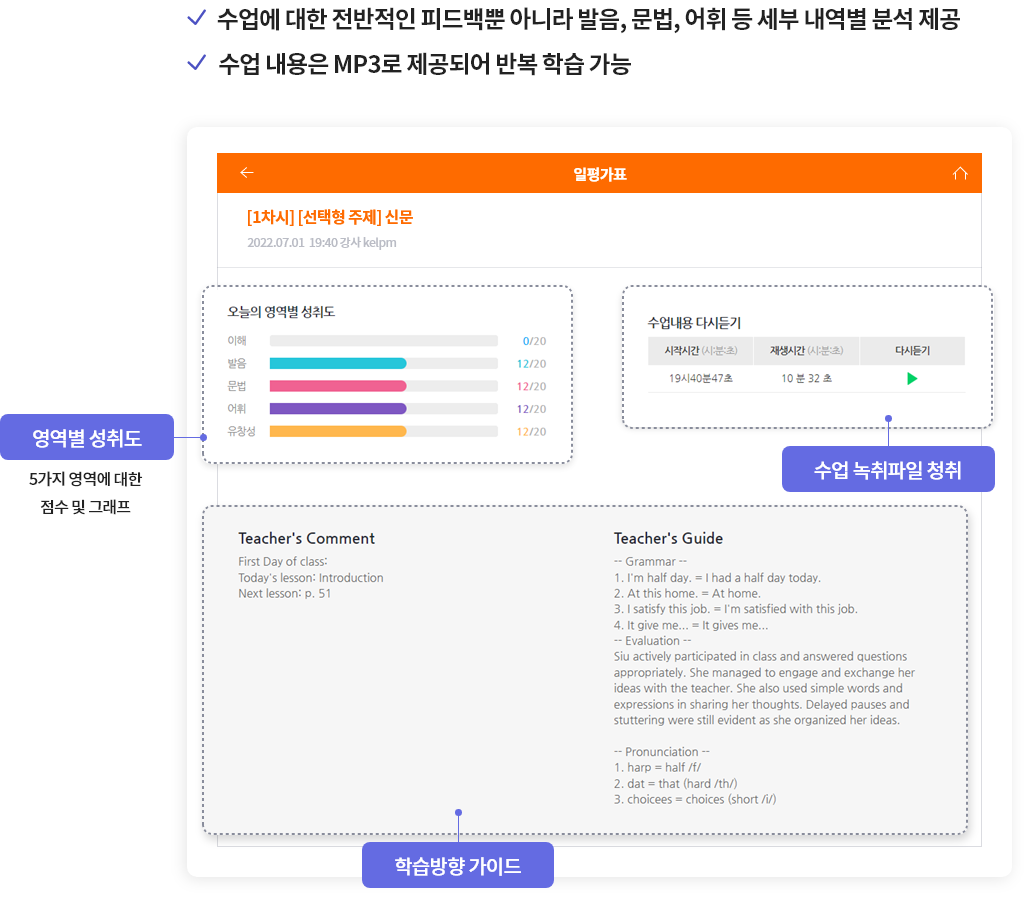 수업에 대한 전반적인 피드백뿐 아니라 발음, 문법, 어휘 등 세부 내역별 분석 제공
수업 내용은 MP3로 제공되어 반복 학습 가능
일평가표
[1차시] [선택형 주제] 신문
2022.07.01 19:40 강사 kelpm
오늘의 영역별 성취도
이해 0/20
발음 12/20
문법 12/20
어휘 12/20
유창성 12/20
수업내용 다시듣기
시작시간 (시:분:초) 재생시간 (시:분:초) 다시듣기
19시40분47초 10 분 32 초
영역별 성취도
5가지 영역에 대한
점수 및 그래프
수업 녹취파일 청취
Teacher's Comment
First Day of class:
Today's lesson: Introduction
Next lesson: p. 51
Teacher's Guide
-- Grammar --
1. I'm half day. = I had a half day today.
2. At this home. = At home.
3. I satisfy this job. = I'm satisfied with this job.
4. It give me... = It gives me...
-- Evaluation --
Siu actively participated in class and answered questions
appropriately. She managed to engage and exchange her
ideas with the teacher. She also used simple words and
expressions in sharing her thoughts. Delayed pauses and
stuttering were still evident as she organized her ideas.
-- Pronunciation --
1. harp = half /f/
2. dat = that (hard /th/)
3. choicees = choices (short /i/)
학습방향 가이드